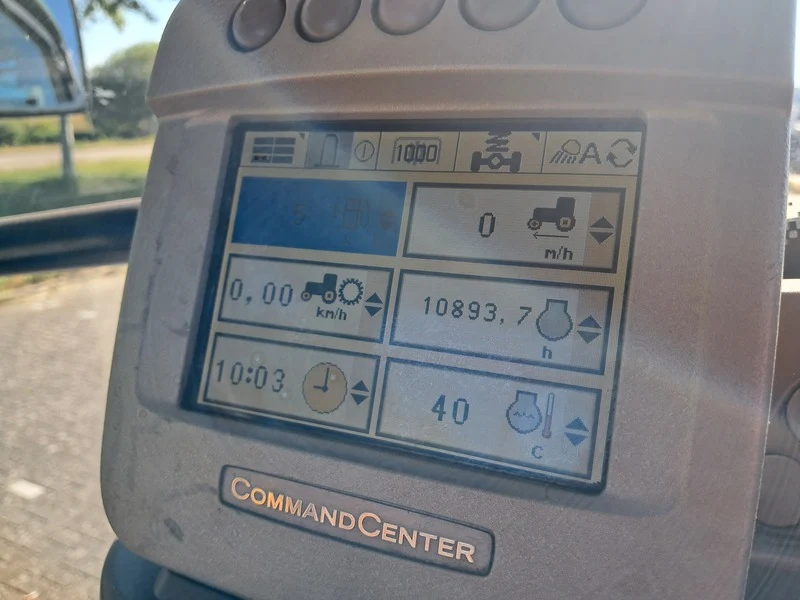 1000
A
0
m/h
0,00
km/h
10893,7
h
10:03
40
C
COMMANDCENTER